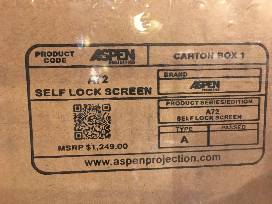 PRODUCT CODE ASPEN PROJECTION CARTON BOX 1
A72
SELF LOCK SCREEN
MSRP $1,249.00
BRAND
ASPEN
PRODUCT SERIES/EDITION
A72
SELF LOCK SCREEN
TYPE PASSED
A
www.aspenprojection.com